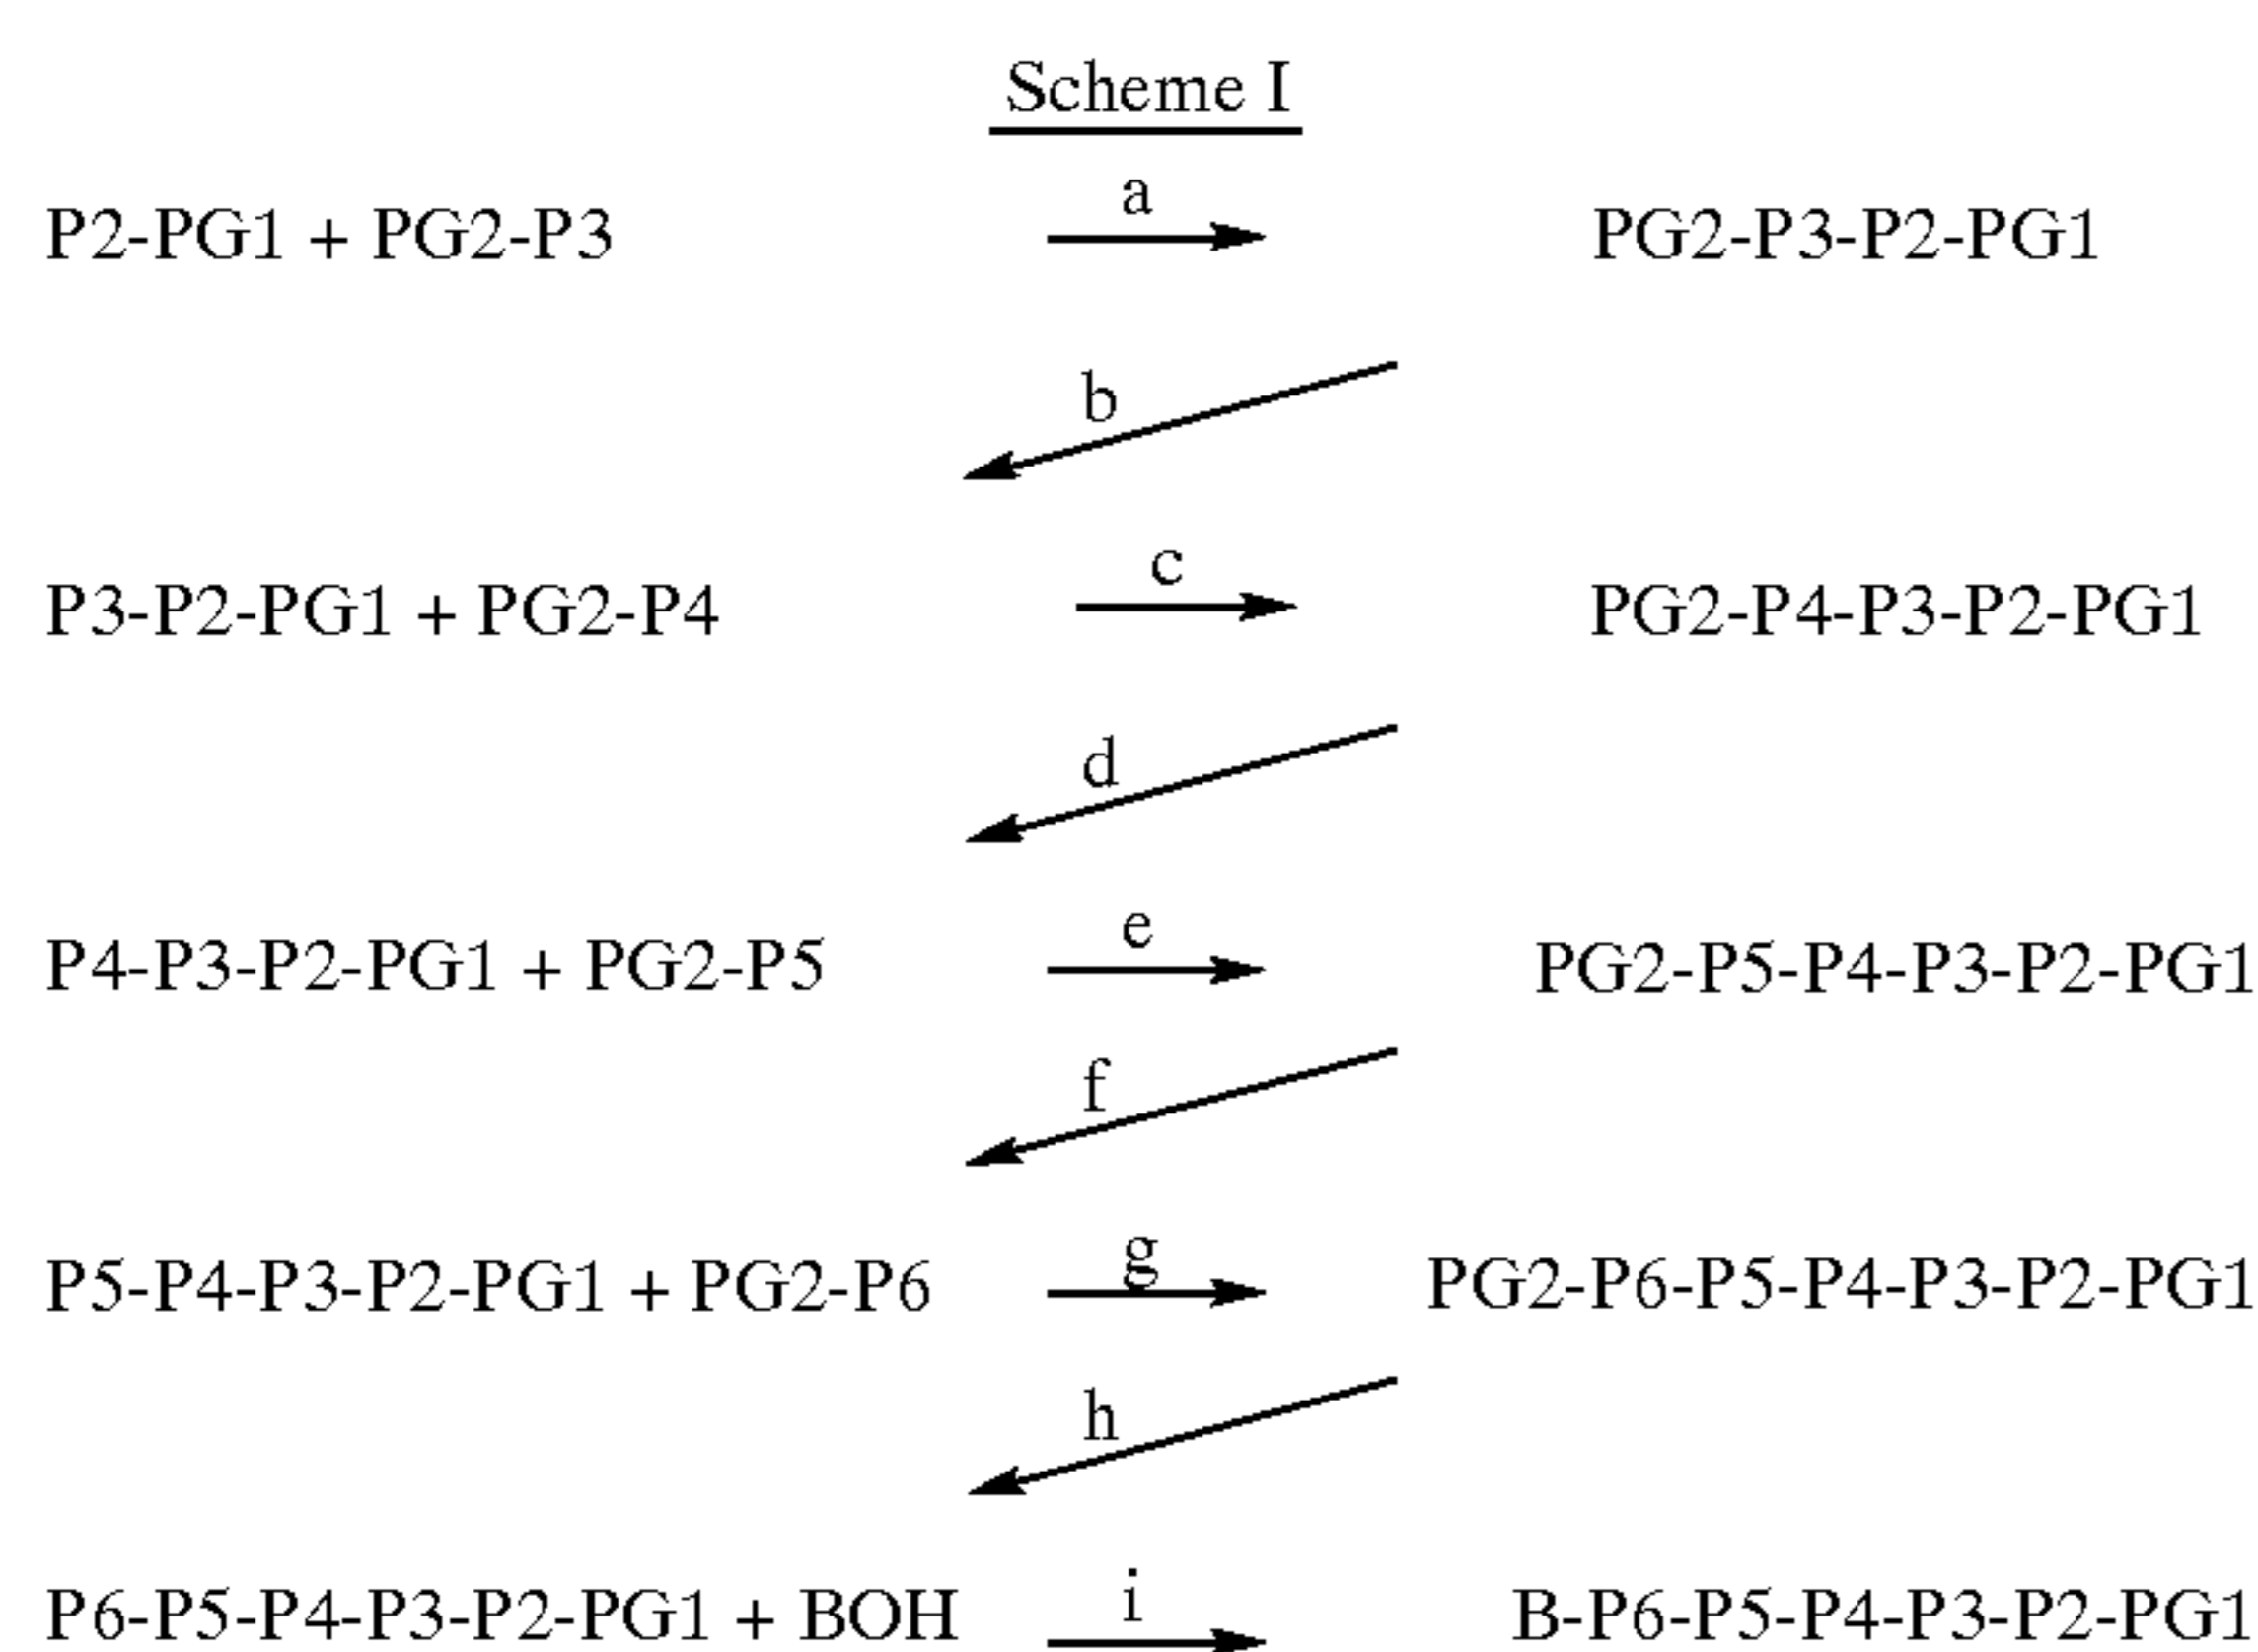 Scheme I
a
P2-PG1 + PG2-P3 PG2-P3-P2-PG1
b
c
P3-P2-PG1 + PG2-P4 PG2-P4-P3-P2-PG1
d
e
P4-P3-P2-PG1 + PG2-P5 PG2-P5-P4-P3-P2-PG1
f
g
P5-P4-P3-P2-PG1 + PG2-P6 PG2-P6-P5-P4-P3-P2-PG1
h
i
P6-P5-P4-P3-P2-PG1 + BOH B-P6-P5-P4-P3-P2-PG1